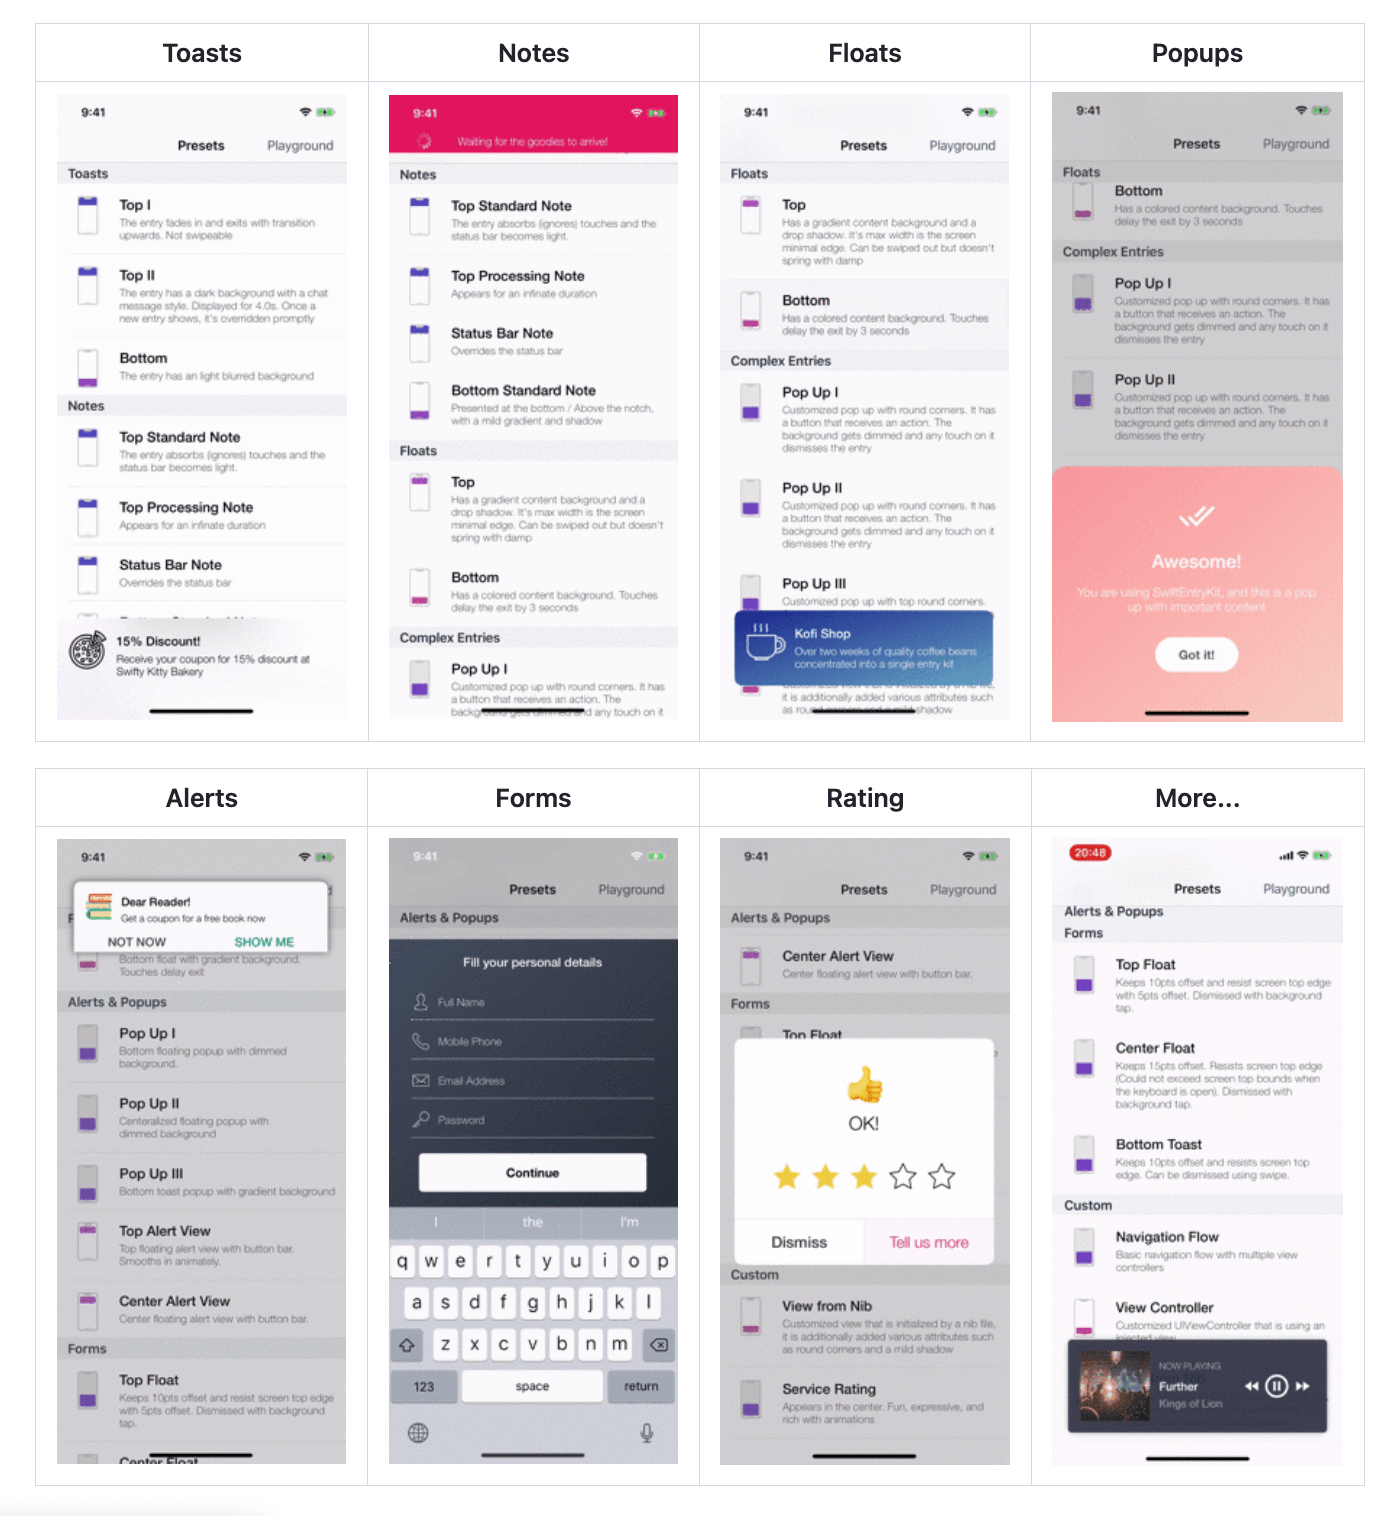 Toasts
9:41
Presets Playground
Toasts
Top I
The entry fades in and exits with transition
upwards. Not swipeable
Top II
The entry has a dark background with a chat
message style. Displayed for 4.0s. Once a
new entry shows, it's overridden promptly
Bottom
The entry has an light blurred background
Notes
Top Standard Note
The entry absorbs (ignores) touches and the
status bar becomes light.
Top Processing Note
Appears for an infinate duration
Status Bar Note
Overrides the status bar
15% Discount!
Receive your coupon for 15% discount at
Swifty Kitty Bakery
Notes
9:41
Waiting for the goodies to arrive!
Notes
Top Standard Note
The entry absorbs (ignores) touches and the
status bar becomes light.
Top Processing Note
Appears for an infinate duration
Status Bar Note
Overrides the status bar
Bottom Standard Note
Presented at the bottom / Above the notch,
with a mild gradient and shadow
Floats
Top
Has a gradient content background and a
drop shadow. It's max width is the screen
minimal edge. Can be swiped out but doesn't
spring with damp
Bottom
Has a colored content background. Touches
delay the exit by 3 seconds
Complex Entries
Pop Up I
Customized pop up with round corners. It has
a button that receives an action. The
background gets dimmed and any touch on it
Floats
9:41
Presets Playground
Floats
Top
Has a gradient content background and a
drop shadow. It's max width is the screen
minimal edge. Can be swiped out but doesn't
spring with damp
Bottom
Has a colored content background. Touches
delay the exit by 3 seconds
Complex Entries
Pop Up I
Customized pop up with round corners. It has
a button that receives an action. The
background gets dimmed and any touch on it
dismisses the entry
Pop Up II
Customized pop up with round corners. It has
a button that receives an action. The
background gets dimmed and any touch on it
dismisses the entry
Pop Up III
Customized pop up with top round corners.
Kofi Shop
Over two weeks of quality coffee beans
concentrated into a single entry kit
it is additionally added various attributes such
as round corners and a mild shadow
Popups
9:41
Presets Playground
Floats
Bottom
Has a colored content background. Touches
delay the exit by 3 seconds
Complex Entries
Pop Up I
Customized pop up with round corners. It has
a button that receives an action. The
background gets dimmed and any touch on it
dismisses the entry
Pop Up II
Customized pop up with round corners. It has
a button that receives an action. The
background gets dimmed and any touch on it
dismisses the entry
Awesome!
You are using SwiftEntryKit, and this is a pop
up with important content
Got it!
Alerts
9:41
Dear Reader!
Get a coupon for a free book now
NOT NOW SHOW ME
Bottom float with gradient background.
Touches delay exit
Alerts & Popups
Pop Up I
Bottom floating popup with dimmed
background.
Pop Up II
Centeralized floating popup with
dimmed background
Pop Up III
Bottom toast popup with gradient background
Top Alert View
Top floating alert view with button bar.
Smooths in animately.
Center Alert View
Center floating alert view with button bar.
Forms
Top Float
Keeps 10pts offset and resist screen top edge
with 5pts offset. Dismissed with background
tap.
Center Float
Forms
9:41
Presets Playground
Alerts & Popups
Fill your personal details
Full Name
Mobile Phone
Email Address
Password
Continue
I the I'm
q w e r t y u i o p
a s d f g h j k l
z x c v b n m
123 space return
Rating
9:41
Presets Playground
Alerts & Popups
Center Alert View
Center floating alert view with button bar.
Forms
Top Float
OK!
Dismiss Tell us more
Custom
View from Nib
Customized view that is initialzed by a nib file,
it is additionally added various attributes such
as round corners and a mild shadow
Service Rating
Appears in the center. Fun, expressive, and
rich with animations
More...
20:48
Presets Playground
Alerts & Popups
Forms
Top Float
Keeps 10pts offset and resist screen top edge
with 5pts offset. Dismissed with background
tap.
Center Float
Keeps 15pts offset. Resists screen top edge
(Could not exceed screen top bounds when
the keyboard is open). Dismissed with
background tap.
Bottom Toast
Keeps 10pts offset and resists screen top
edge. Can be dismissed using swipe.
Custom
Navigation Flow
Basic navigation flow with multiple view
controllers
View Controller
Customized UIViewController that is using an
injected view
NOW PLAYING
Further
Kings of Lion